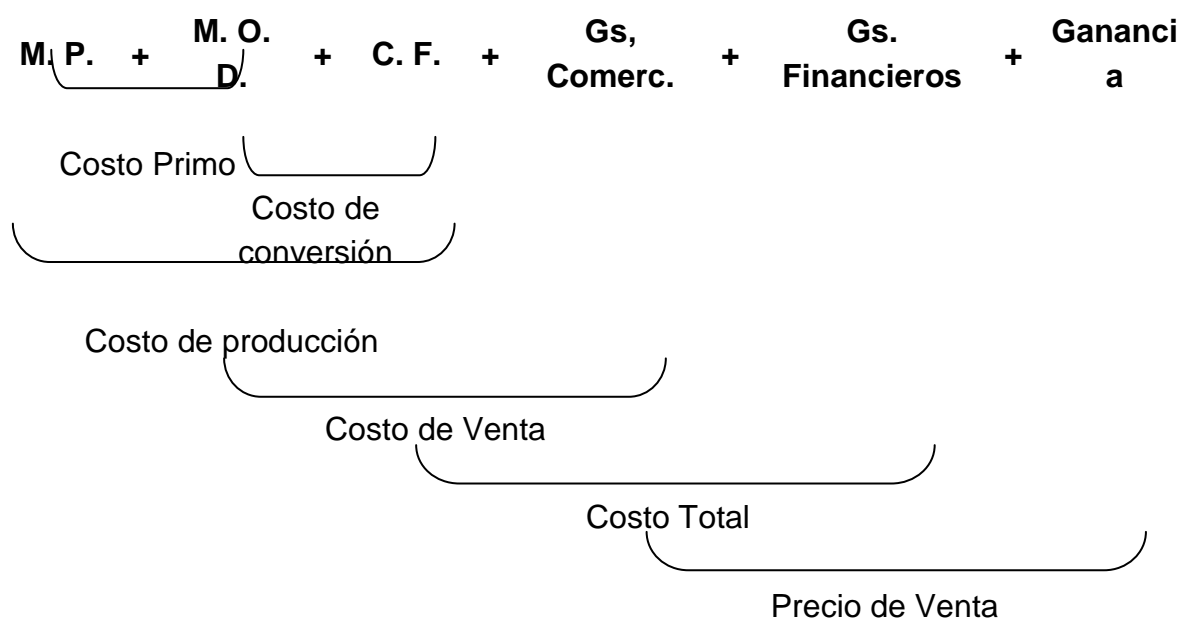 M. P. + M. O. D. + C. F. + Gs, Comerc. + Gs. Financieros + Gananci a
Costo Primo
Costo de
conversión
Costo de producción
Costo de Venta
Costo Total
Precio de Venta